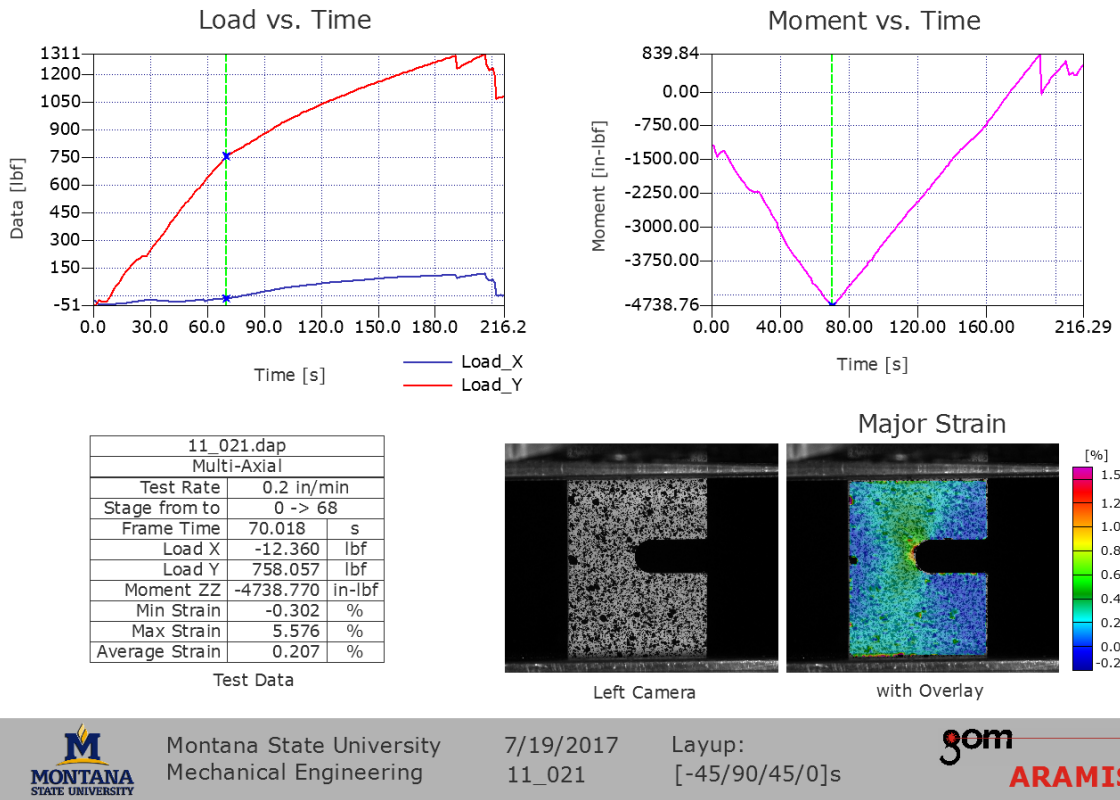 Load vs. Time
Data [lbf]
1311
1200
1050
900
750
600
450
300
150
-51
0.0 30.0 60.0 90.0 120.0 150.0 180.0 216.2
Time [s]
Load_X
Load_Y
Moment vs. Time
Moment [in-lbf]
839.84
0.00
-750.00
-1500.00
-2250.00
-3000.00
-3750.00
-4738.76
0.00 40.00 80.00 120.00 160.00 216.29
Time [s]
11_021.dap
Multi-Axial
Test Rate 0.2 in/min
Stage from to 0 -> 68
Frame Time 70.018 s
Load X -12.360 lbf
Load Y 758.057 lbf
Moment ZZ -4738.770 in-lbf
Min Strain -0.302 %
Max Strain 5.576 %
Average Strain 0.207 %
Test Data
Left Camera
Major Strain
with Overlay
[%]
1.5
1.2
1.0
0.8
0.6
0.4
0.2
0.0
-0.2
M
MONTANA
STATE UNIVERSITY
Montana State University
Mechanical Engineering
7/19/2017
11_021
Layup:
[-45/90/45/0]s
gom
ARAMIS